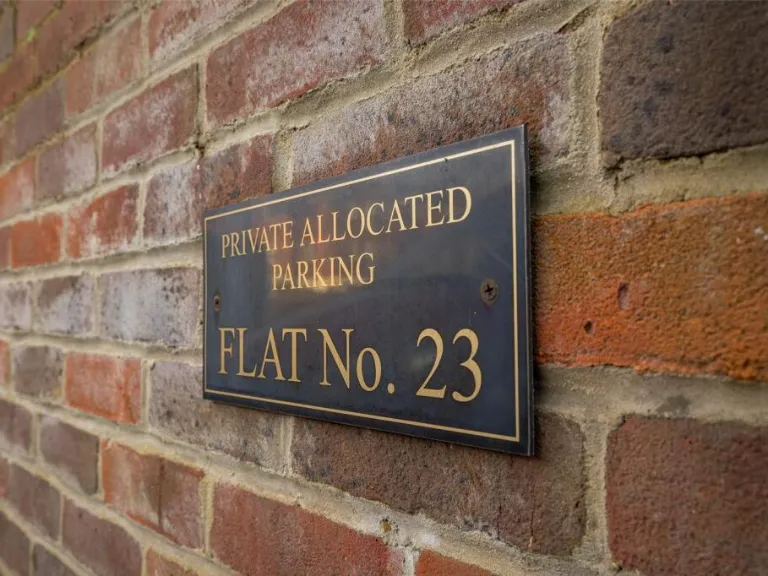 PRIVATE ALLOCATED
PARKING
FLAT No. 23